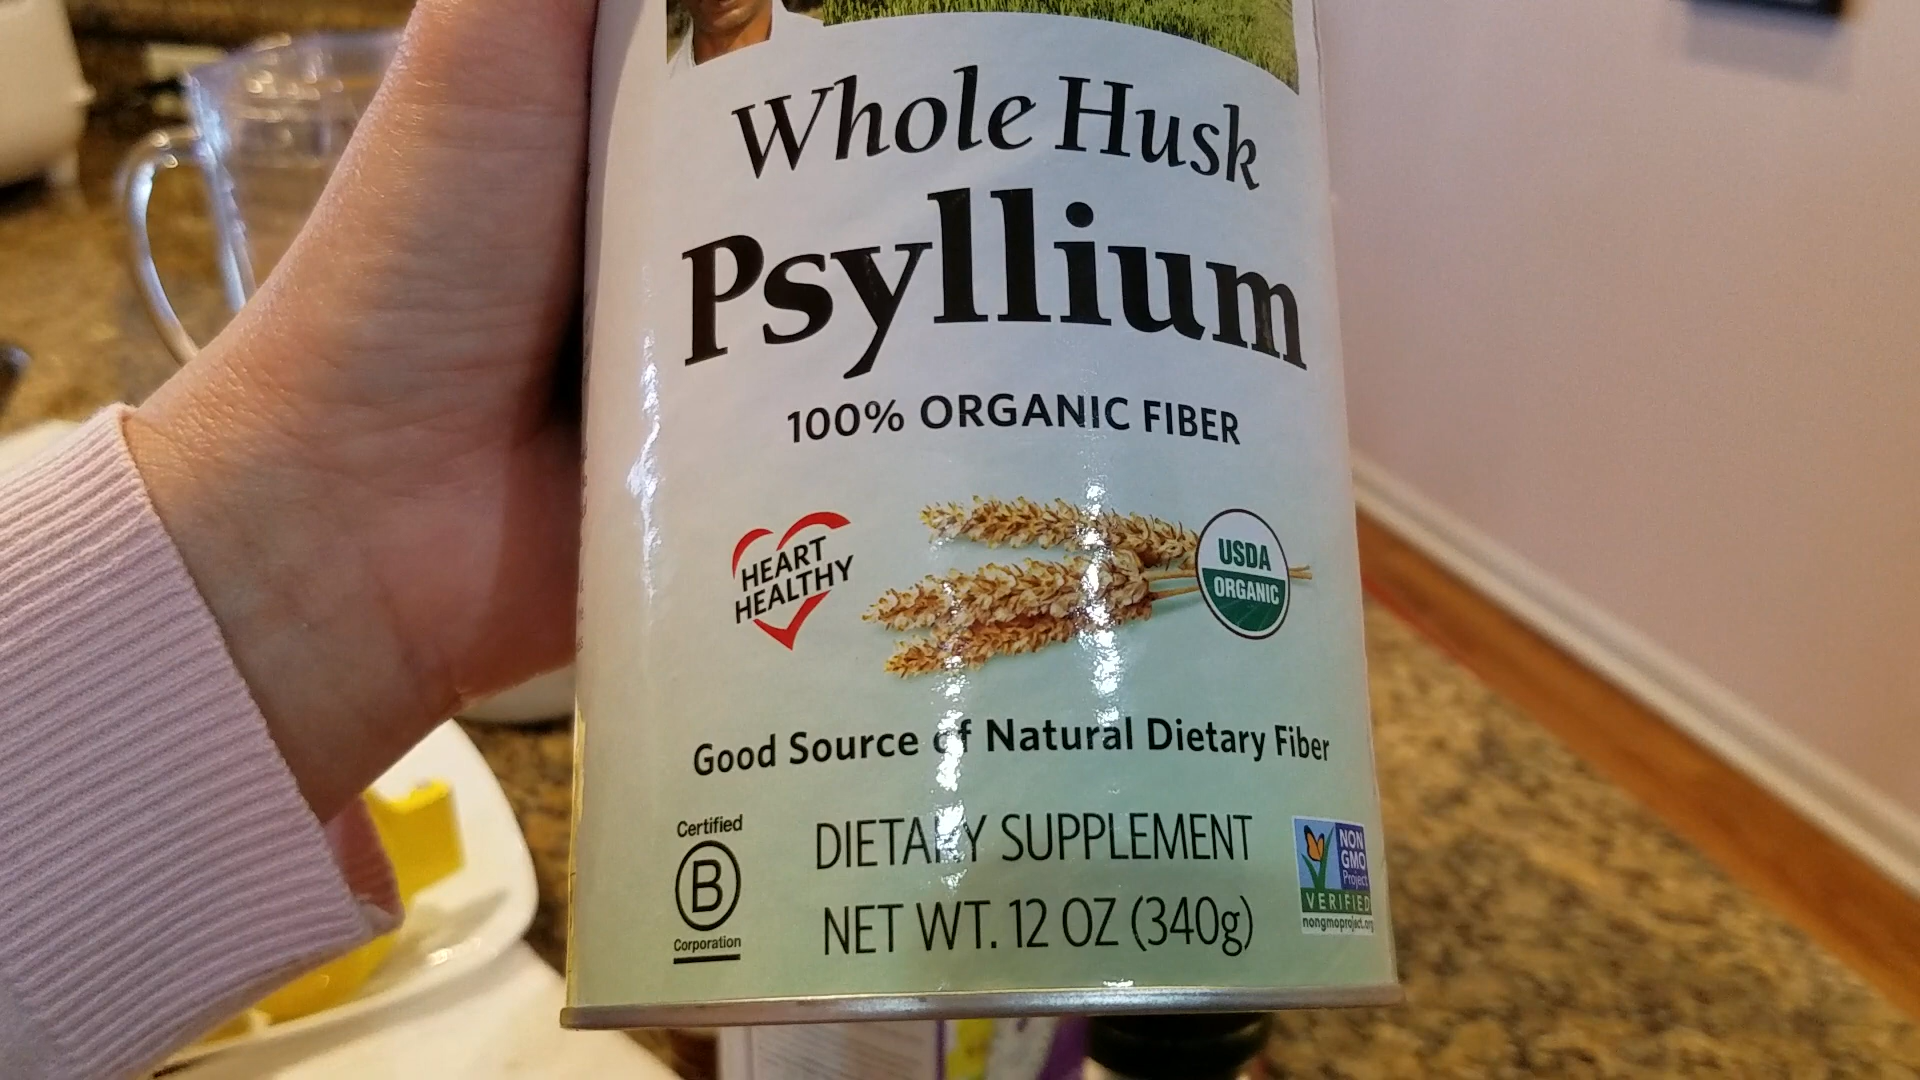 Whole Husk
Psyllium
100% ORGANIC FIBER
HEART
HEALTHY
USDA
ORGANIC
Good Source of Natural Dietary Fiber
Certified
B
Corporation
DIETARY SUPPLEMENT
NET WT. 12 OZ (340g)
NON
GMO
Project
VERIFIED
nongmoproject.org